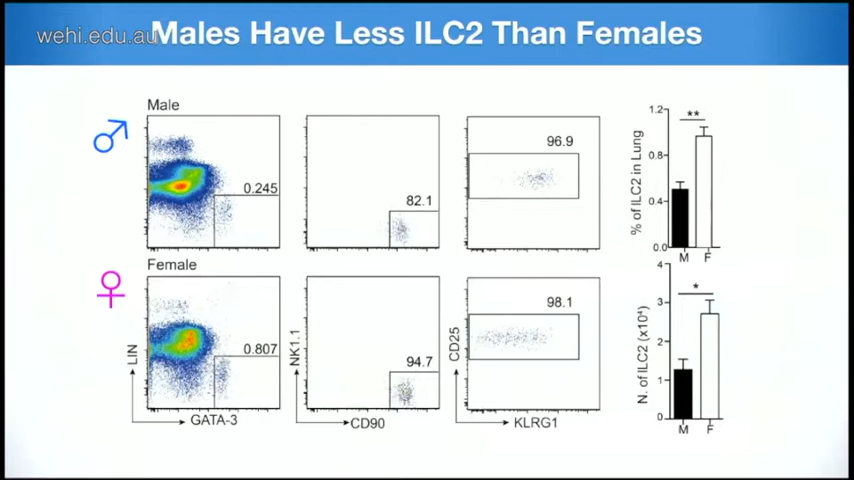 wehi.edu.au
Males Have Less ILC2 Than Females
Male
0.245
82.1
96.9
Female
0.807
94.7
98.1
LIN
GATA-3
NK1.1
CD90
CD25
KLRG1
% of ILC2 in Lung
1.2
0.8
0.4
0.0
**
M F
N. of ILC2 (x10⁴)
4
3
2
1
0
*
M F